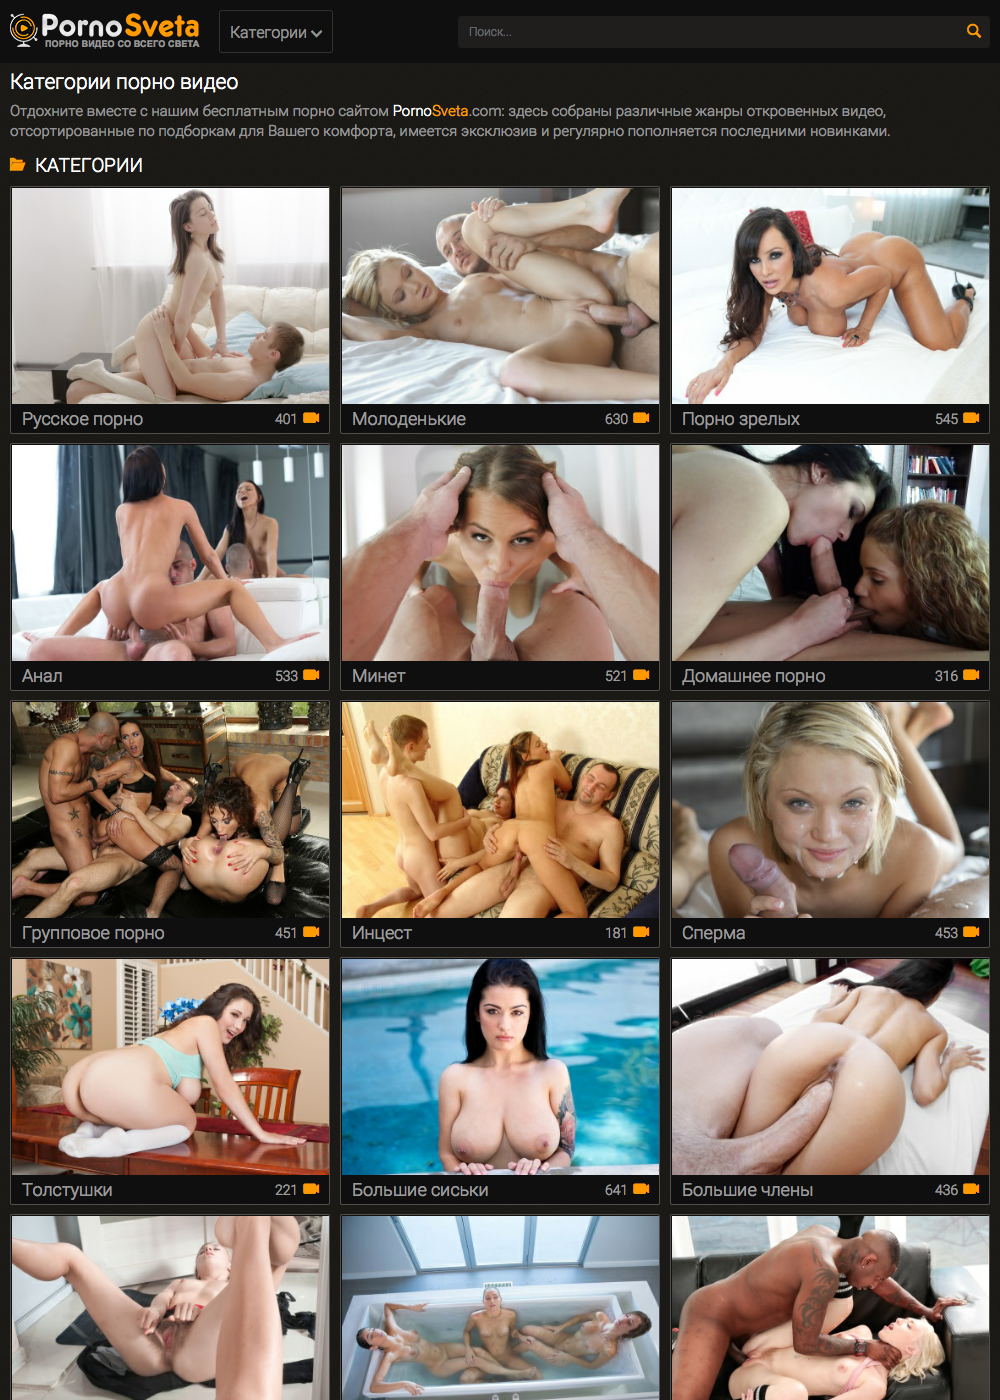 PornoSveta
ПОРНО ВИДЕО СО ВСЕГО СВЕТА
Категории
Поиск...
Категории порно видео
Отдохните вместе с нашим бесплатным порно сайтом PornoSveta.com: здесь собраны различные жанры откровенных видео,
отсортированные по подборкам для Вашего комфорта, имеется эксклюзив и регулярно пополняется последними новинками.
КАТЕГОРИИ
Русское порно 401
Молоденькие 630
Порно зрелых 545
Анал 533
Минет 521
Домашнее порно 316
Групповое порно 451
Инцест 181
Сперма 453
Толстушки 221
Большие сиськи 641
Большие члены 436